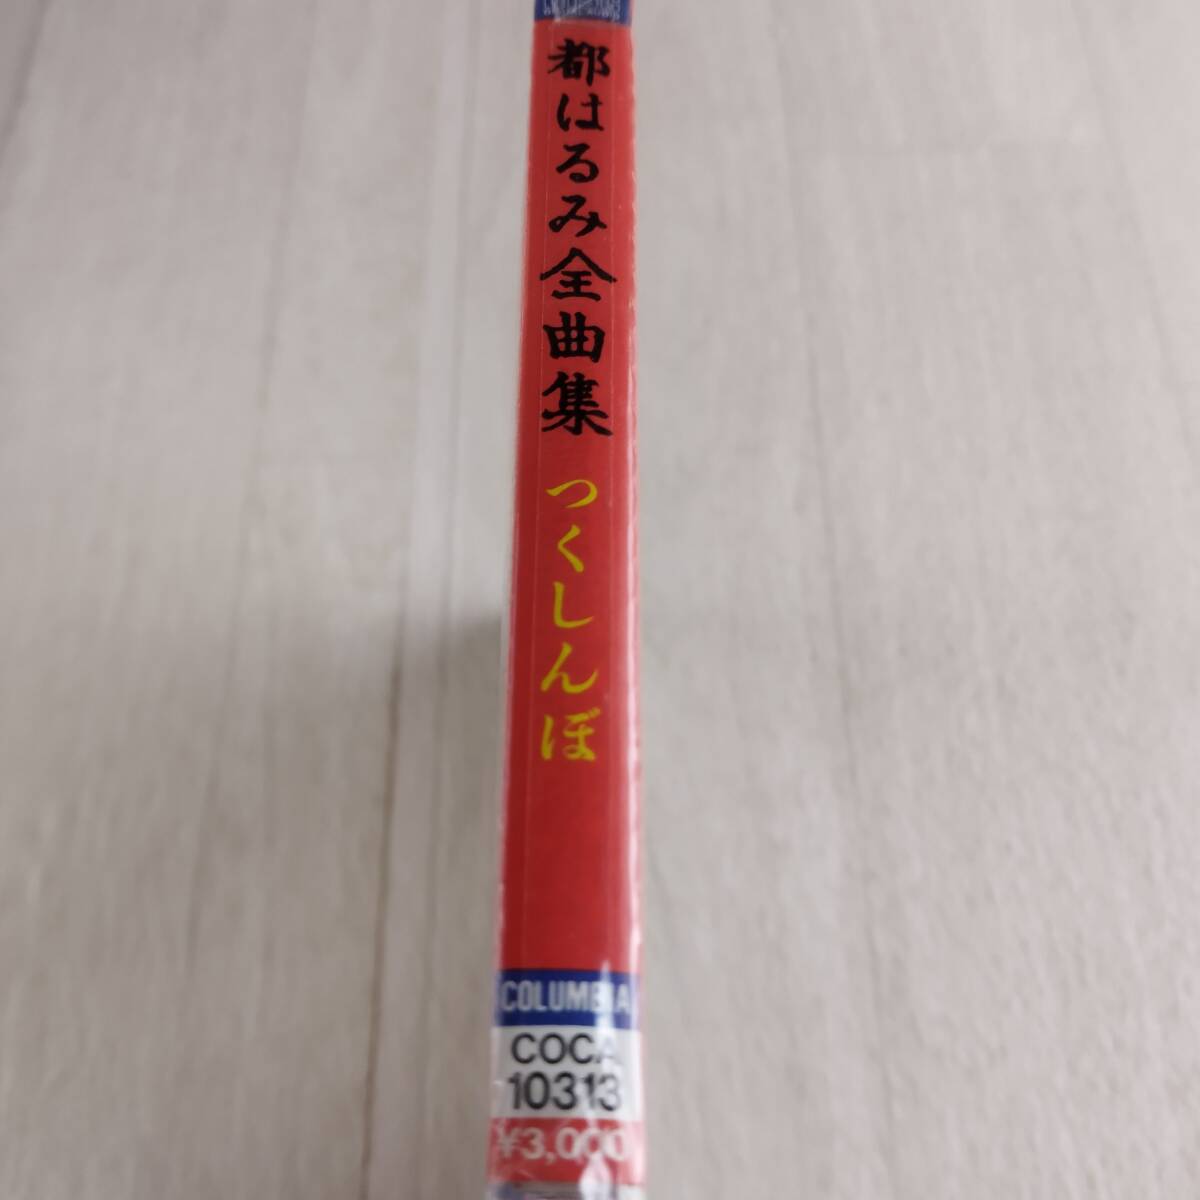 都はるみ全曲集
つくしんぼ
COLUMBIA
COCA
10313
¥3,000